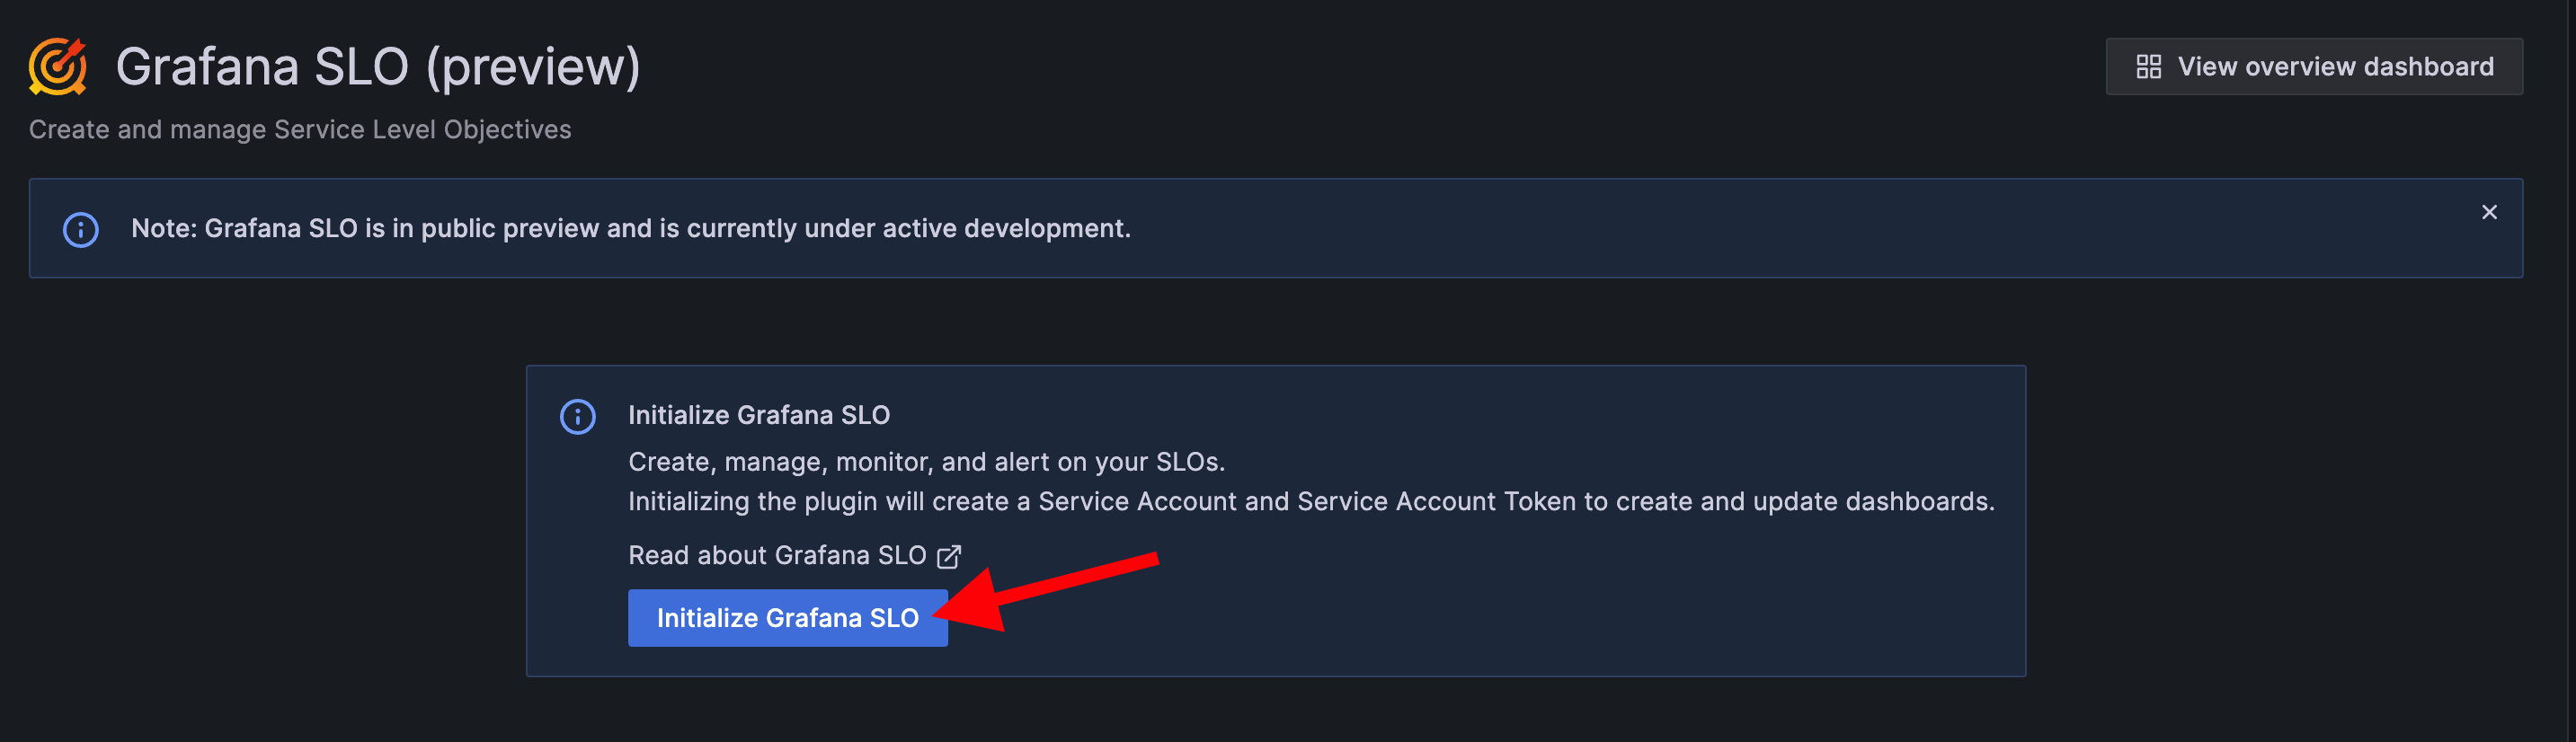 Grafana SLO (preview)
View overview dashboard
Create and manage Service Level Objectives
Note: Grafana SLO is in public preview and is currently under active development.
Initialize Grafana SLO
Create, manage, monitor, and alert on your SLOs.
Initializing the plugin will create a Service Account and Service Account Token to create and update dashboards.
Read about Grafana SLO
Initialize Grafana SLO